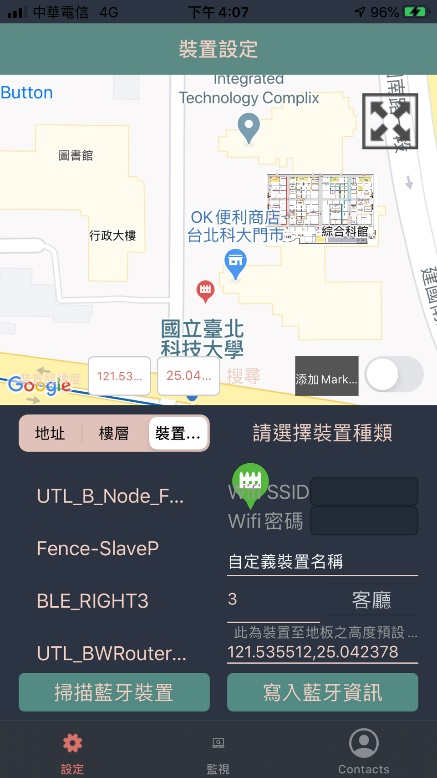 中華電信 4G 下午4:07 96%
裝置設定
Integrated
Technology Complix
Button
圖書館
OK便利商店
台北科大門市
綜合科館
行政大樓
國立臺北
科技大學
Google
121.53...
25.04...
搜尋
添加Mark...
地址
樓層
裝置...
請選擇裝置種類
UTL_B_Node_F...
Fence-SlaveP
BLE_RIGHT3
UTL_BWRouter...
Wifi SSID
Wifi密碼
自定義裝置名稱
3
客廳
此為裝置至地板之高度預設 ...
121.535512,25.042378
掃描藍牙裝置
寫入藍牙資訊
設定
監視
Contacts